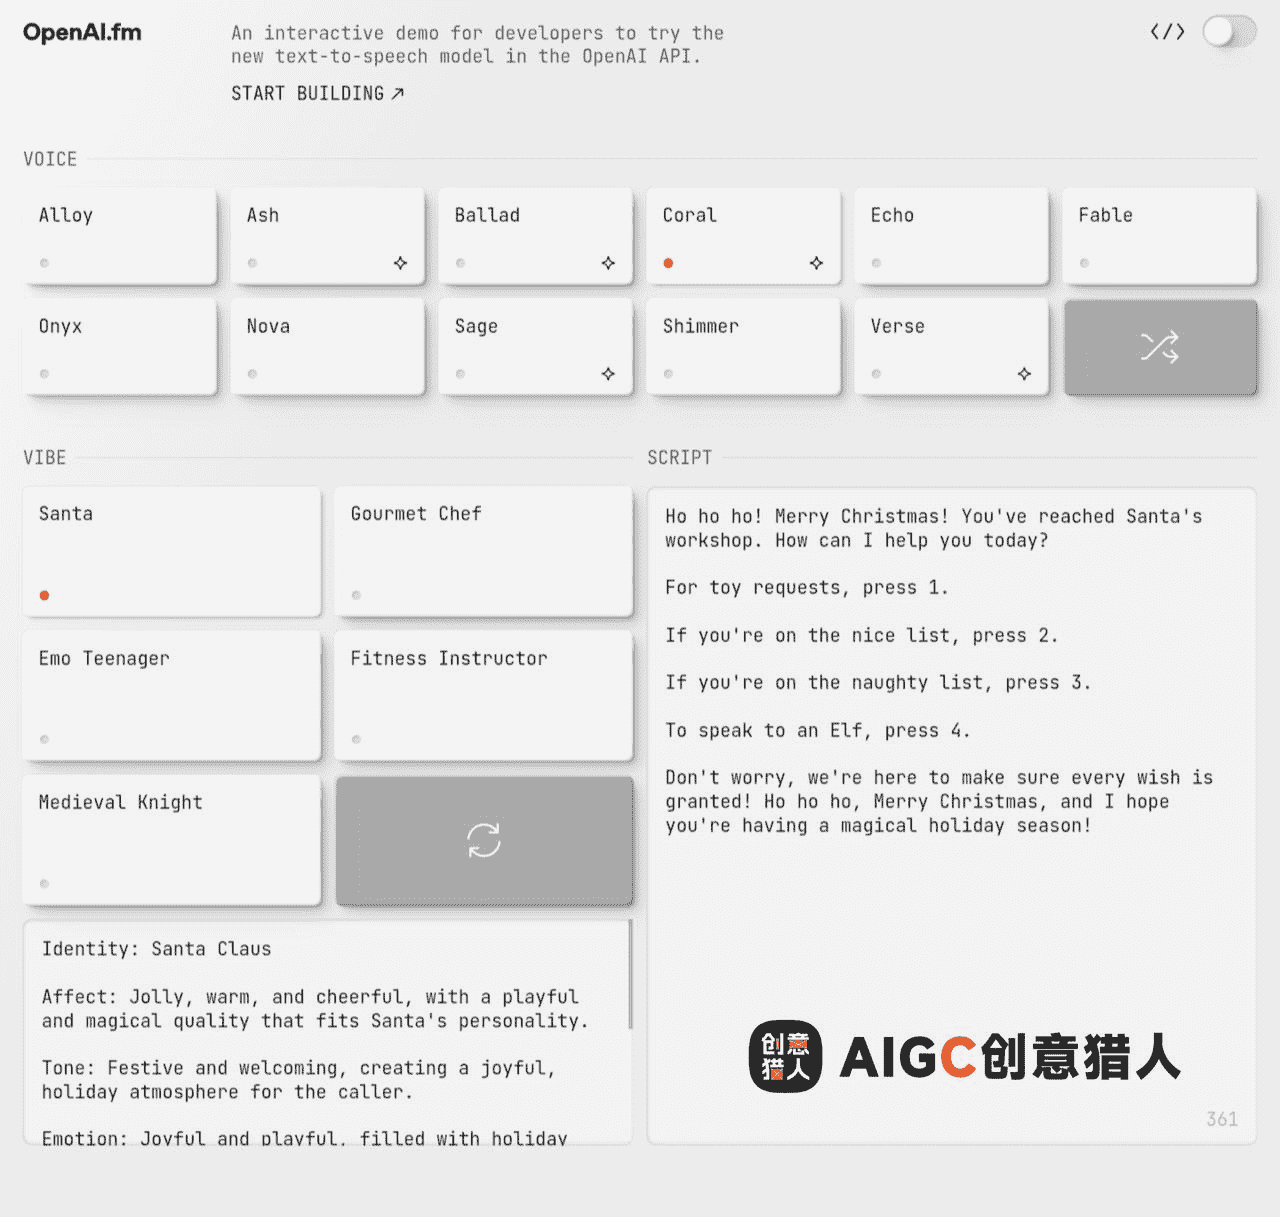 OpenAI.fm
An interactive demo for developers to try the
new text-to-speech model in the OpenAI API.
START BUILDING ↗
</>
VOICE
Alloy
Ash
Ballad
Coral
Echo
Fable
Onyx
Nova
Sage
Shimmer
Verse
VIBE
Santa
Gourmet Chef
Emo Teenager
Fitness Instructor
Medieval Knight
Identity: Santa Claus
Affect: Jolly, warm, and cheerful, with a playful
and magical quality that fits Santa's personality.
Tone: Festive and welcoming, creating a joyful,
holiday atmosphere for the caller.
Emotion: Joyful and playful, filled with holiday
SCRIPT
Ho ho ho! Merry Christmas! You've reached Santa's
workshop. How can I help you today?
For toy requests, press 1.
If you're on the nice list, press 2.
If you're on the naughty list, press 3.
To speak to an Elf, press 4.
Don't worry, we're here to make sure every wish is
granted! Ho ho ho, Merry Christmas, and I hope
you're having a magical holiday season!
创意
猎人
AIGC创意猎人
361